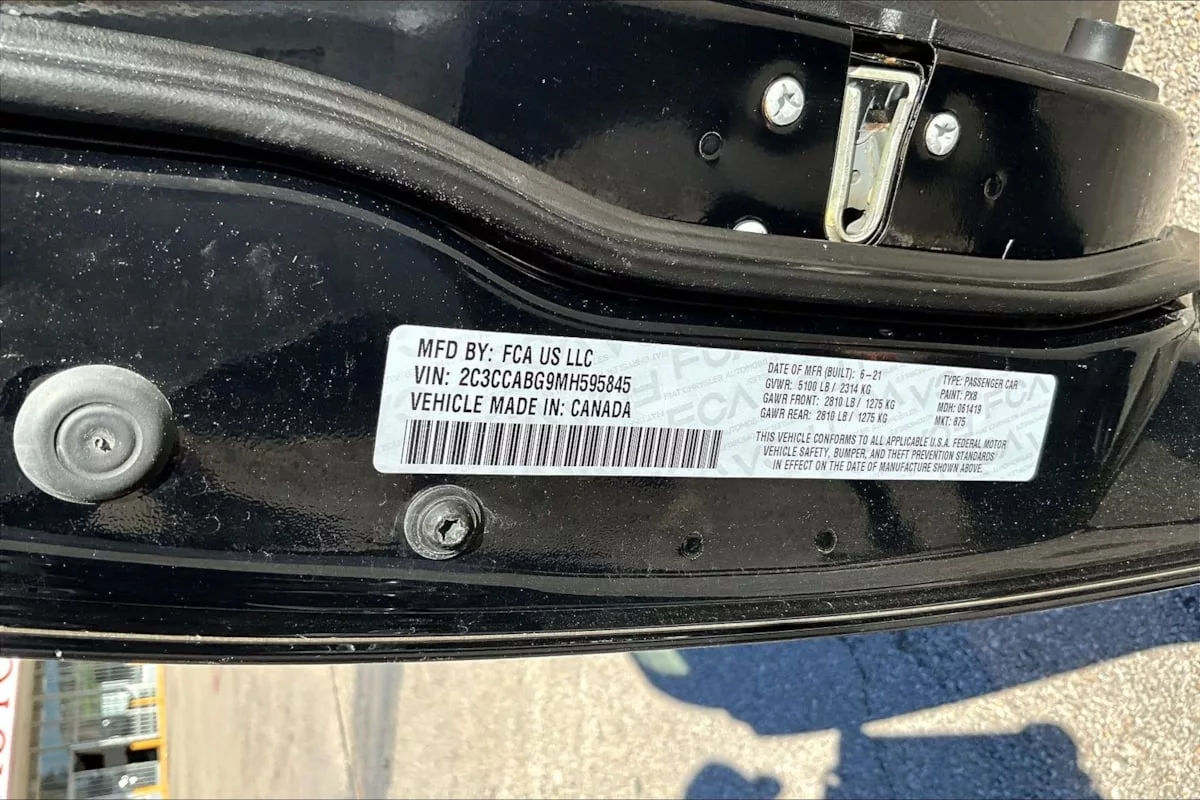 MFD BY: FCA US LLC
VIN: 2C3CCABG9MH595845
VEHICLE MADE IN: CANADA
DATE OF MFR (BUILT): 6-21
GVWR: 5100 LB / 2314 KG
GAWR FRONT: 2810 LB / 1275 KG
GAWR REAR: 2810 LB / 1275 KG
TYPE: PASSENGER CAR
PAINT: PX8
MDH: 061419
MKT: 875
THIS VEHICLE CONFORMS TO ALL APPLICABLE U.S.A. FEDERAL MOTOR
VEHICLE SAFETY, BUMPER, AND THEFT PREVENTION STANDARDS
IN EFFECT ON THE DATE OF MANUFACTURE SHOWN ABOVE.